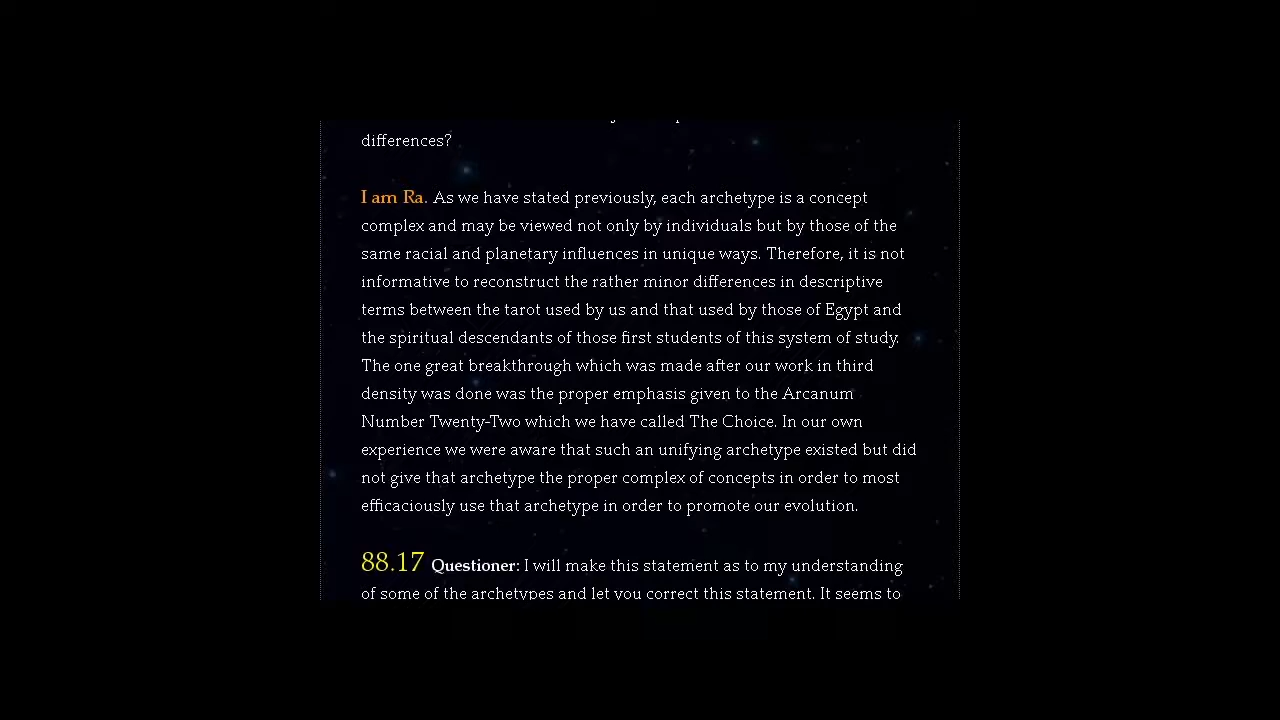 differences?
I am Ra. As we have stated previously, each archetype is a concept
complex and may be viewed not only by individuals but by those of the
same racial and planetary influences in unique ways. Therefore, it is not
informative to reconstruct the rather minor differences in descriptive
terms between the tarot used by us and that used by those of Egypt and
the spiritual descendants of those first students of this system of study.
The one great breakthrough which was made after our work in third
density was done was the proper emphasis given to the Arcanum
Number Twenty-Two which we have called The Choice. In our own
experience we were aware that such an unifying archetype existed but did
not give that archetype the proper complex of concepts in order to most
efficaciously use that archetype in order to promote our evolution.
88.17 Questioner: I will make this statement as to my understanding
of some of the archetypes and let you correct this statement. It seems to